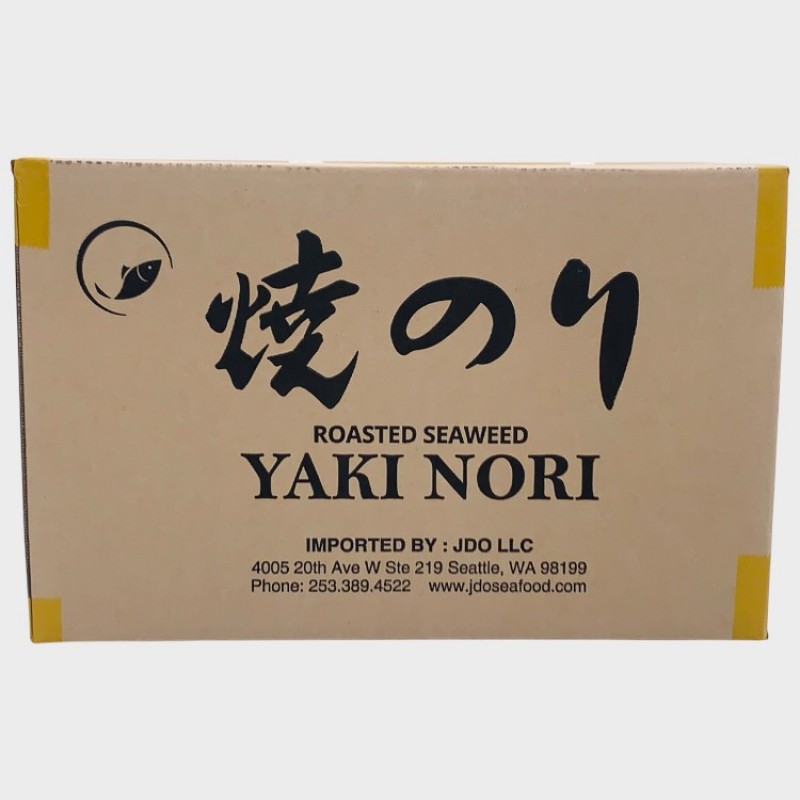 焼のり
ROASTED SEAWEED
YAKI NORI
IMPORTED BY : JDO LLC
4005 20th Ave W Ste 219 Seattle, WA 98199
Phone: 253.389.4522 www.jdoseafood.com